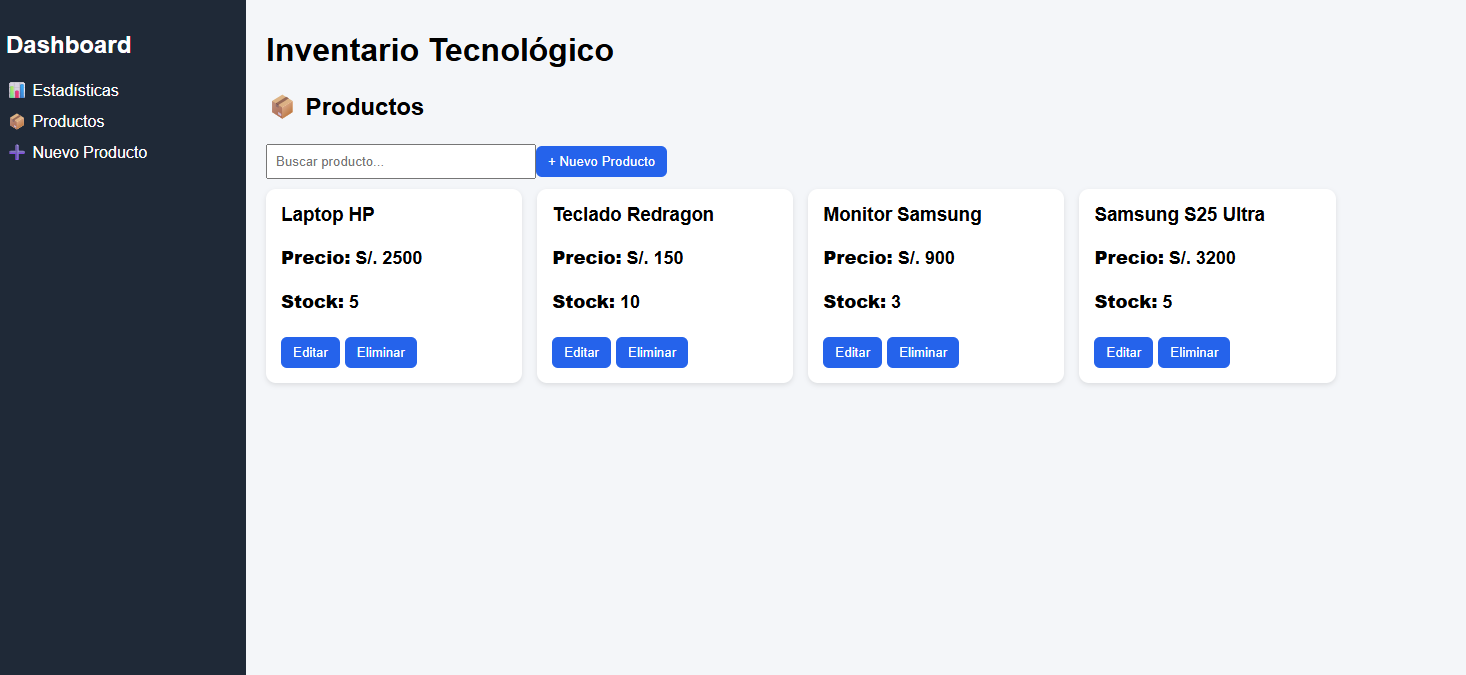 Dashboard
Estadísticas
Productos
Nuevo Producto
Inventario Tecnológico
Productos
Buscar producto...
+ Nuevo Producto
Laptop HP
Precio: S/. 2500
Stock: 5
Editar Eliminar
Teclado Redragon
Precio: S/. 150
Stock: 10
Editar Eliminar
Monitor Samsung
Precio: S/. 900
Stock: 3
Editar Eliminar
Samsung S25 Ultra
Precio: S/. 3200
Stock: 5
Editar Eliminar